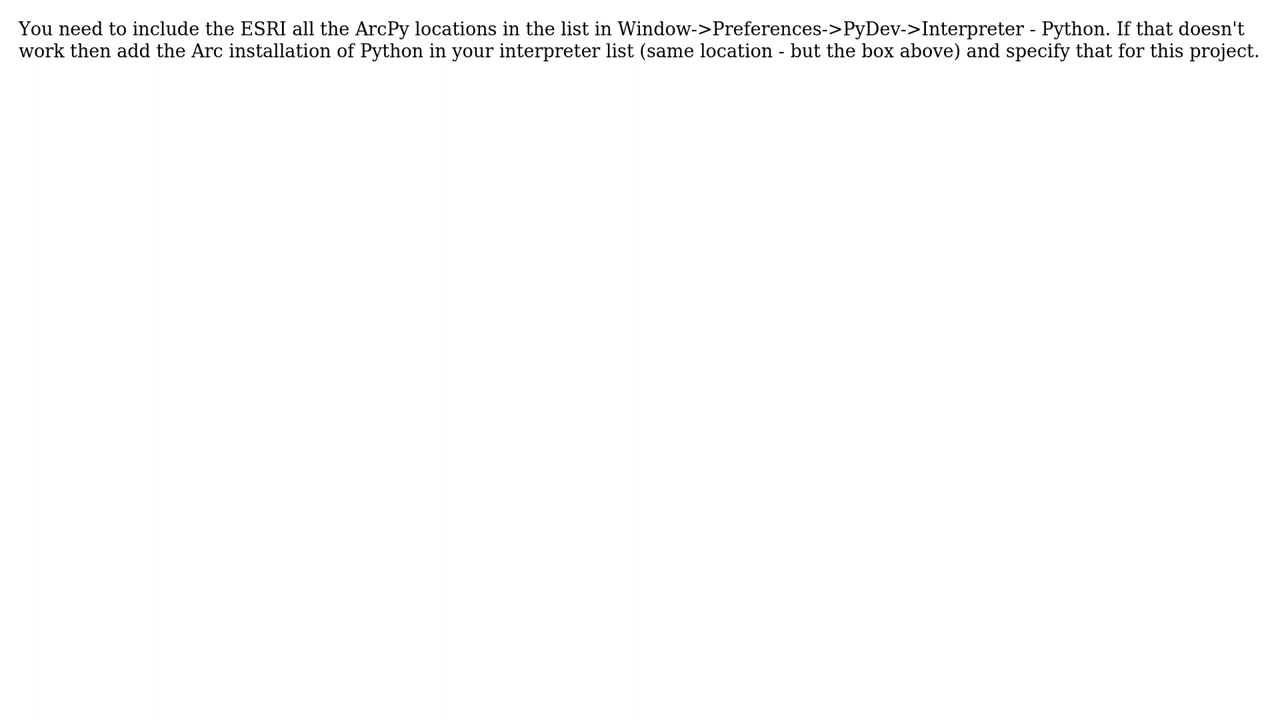 You need to include the ESRI all the ArcPy locations in the list in Window->Preferences->PyDev->Interpreter - Python. If that doesn't
work then add the Arc installation of Python in your interpreter list (same location - but the box above) and specify that for this project.